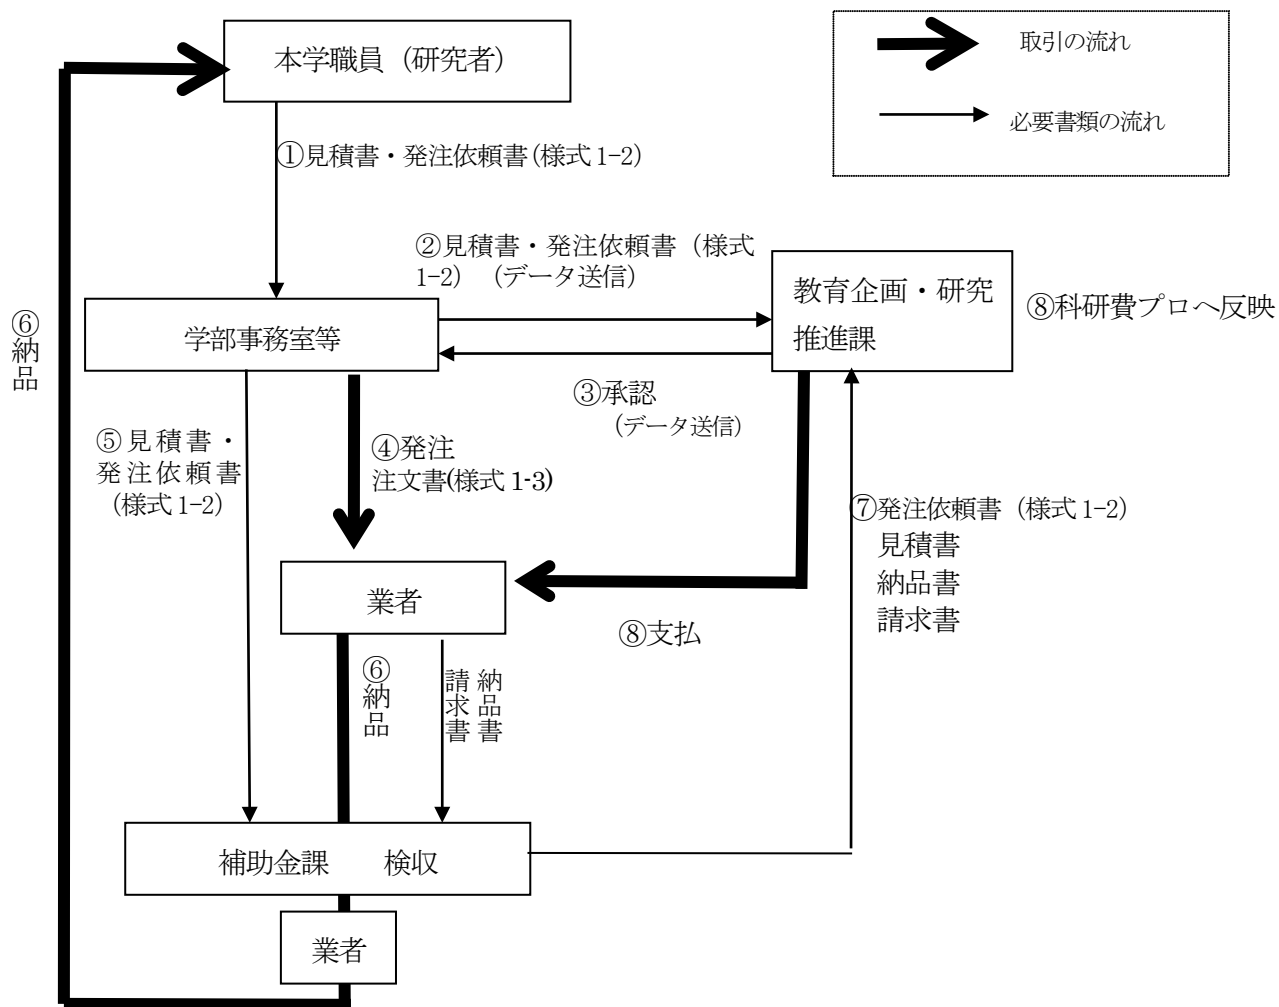 本学職員（研究者）
取引の流れ
必要書類の流れ
①見積書・発注依頼書(様式 1-2)
②見積書・発注依頼書（様式
1-2）（データ送信）
教育企画・研究
推進課
⑧科研費プロへ反映
学部事務室等
③承認
（データ送信）
⑥納品
⑤見積書・
発注依頼書
（様式 1-2）
④発注
注文書(様式 1-3)
⑦発注依頼書（様式 1-2）
見積書
納品書
請求書
業者
⑧支払
⑥納品
納品書
請求書
補助金課　検収
業者